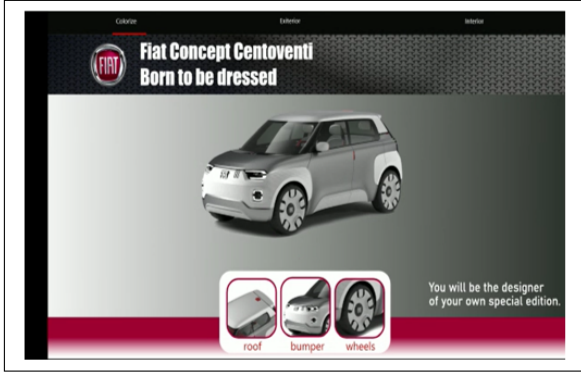 Colorize Exterior Interior
FIAT
Fiat Concept Centoventi
Born to be dressed
You will be the designer
of your own special edition.
roof bumper wheels